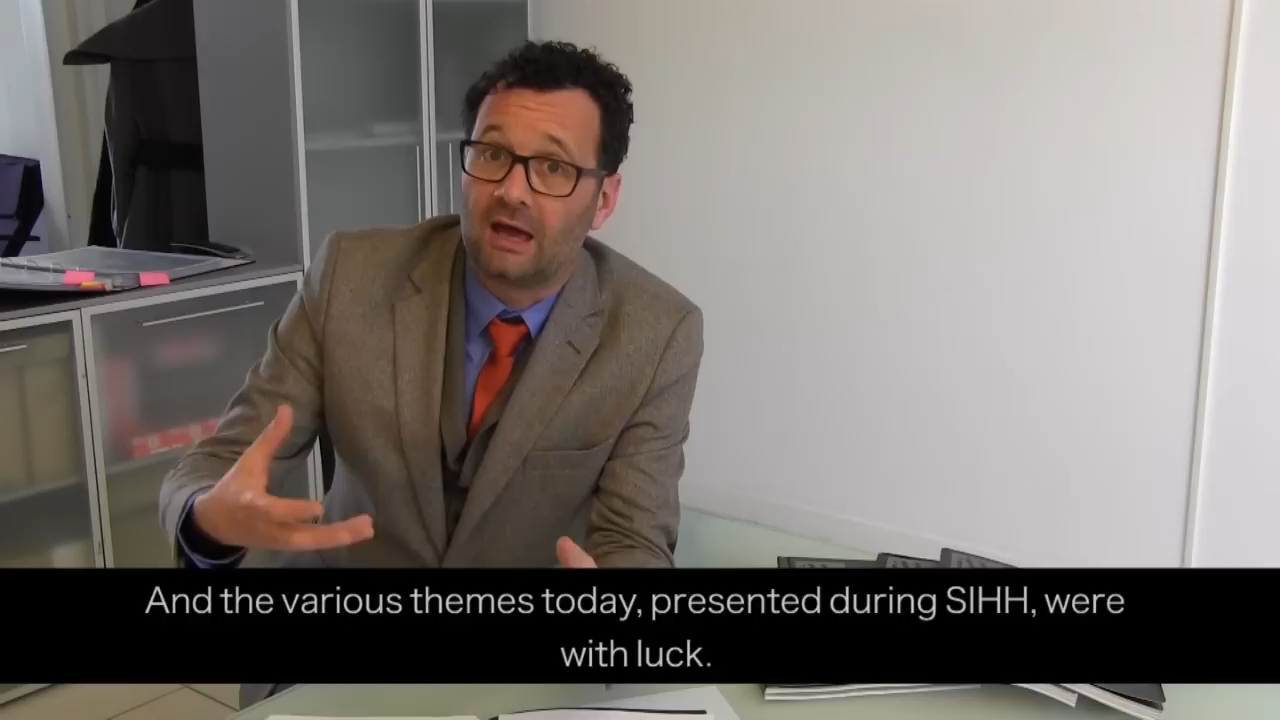 And the various themes today, presented during SIHH, were
with luck.